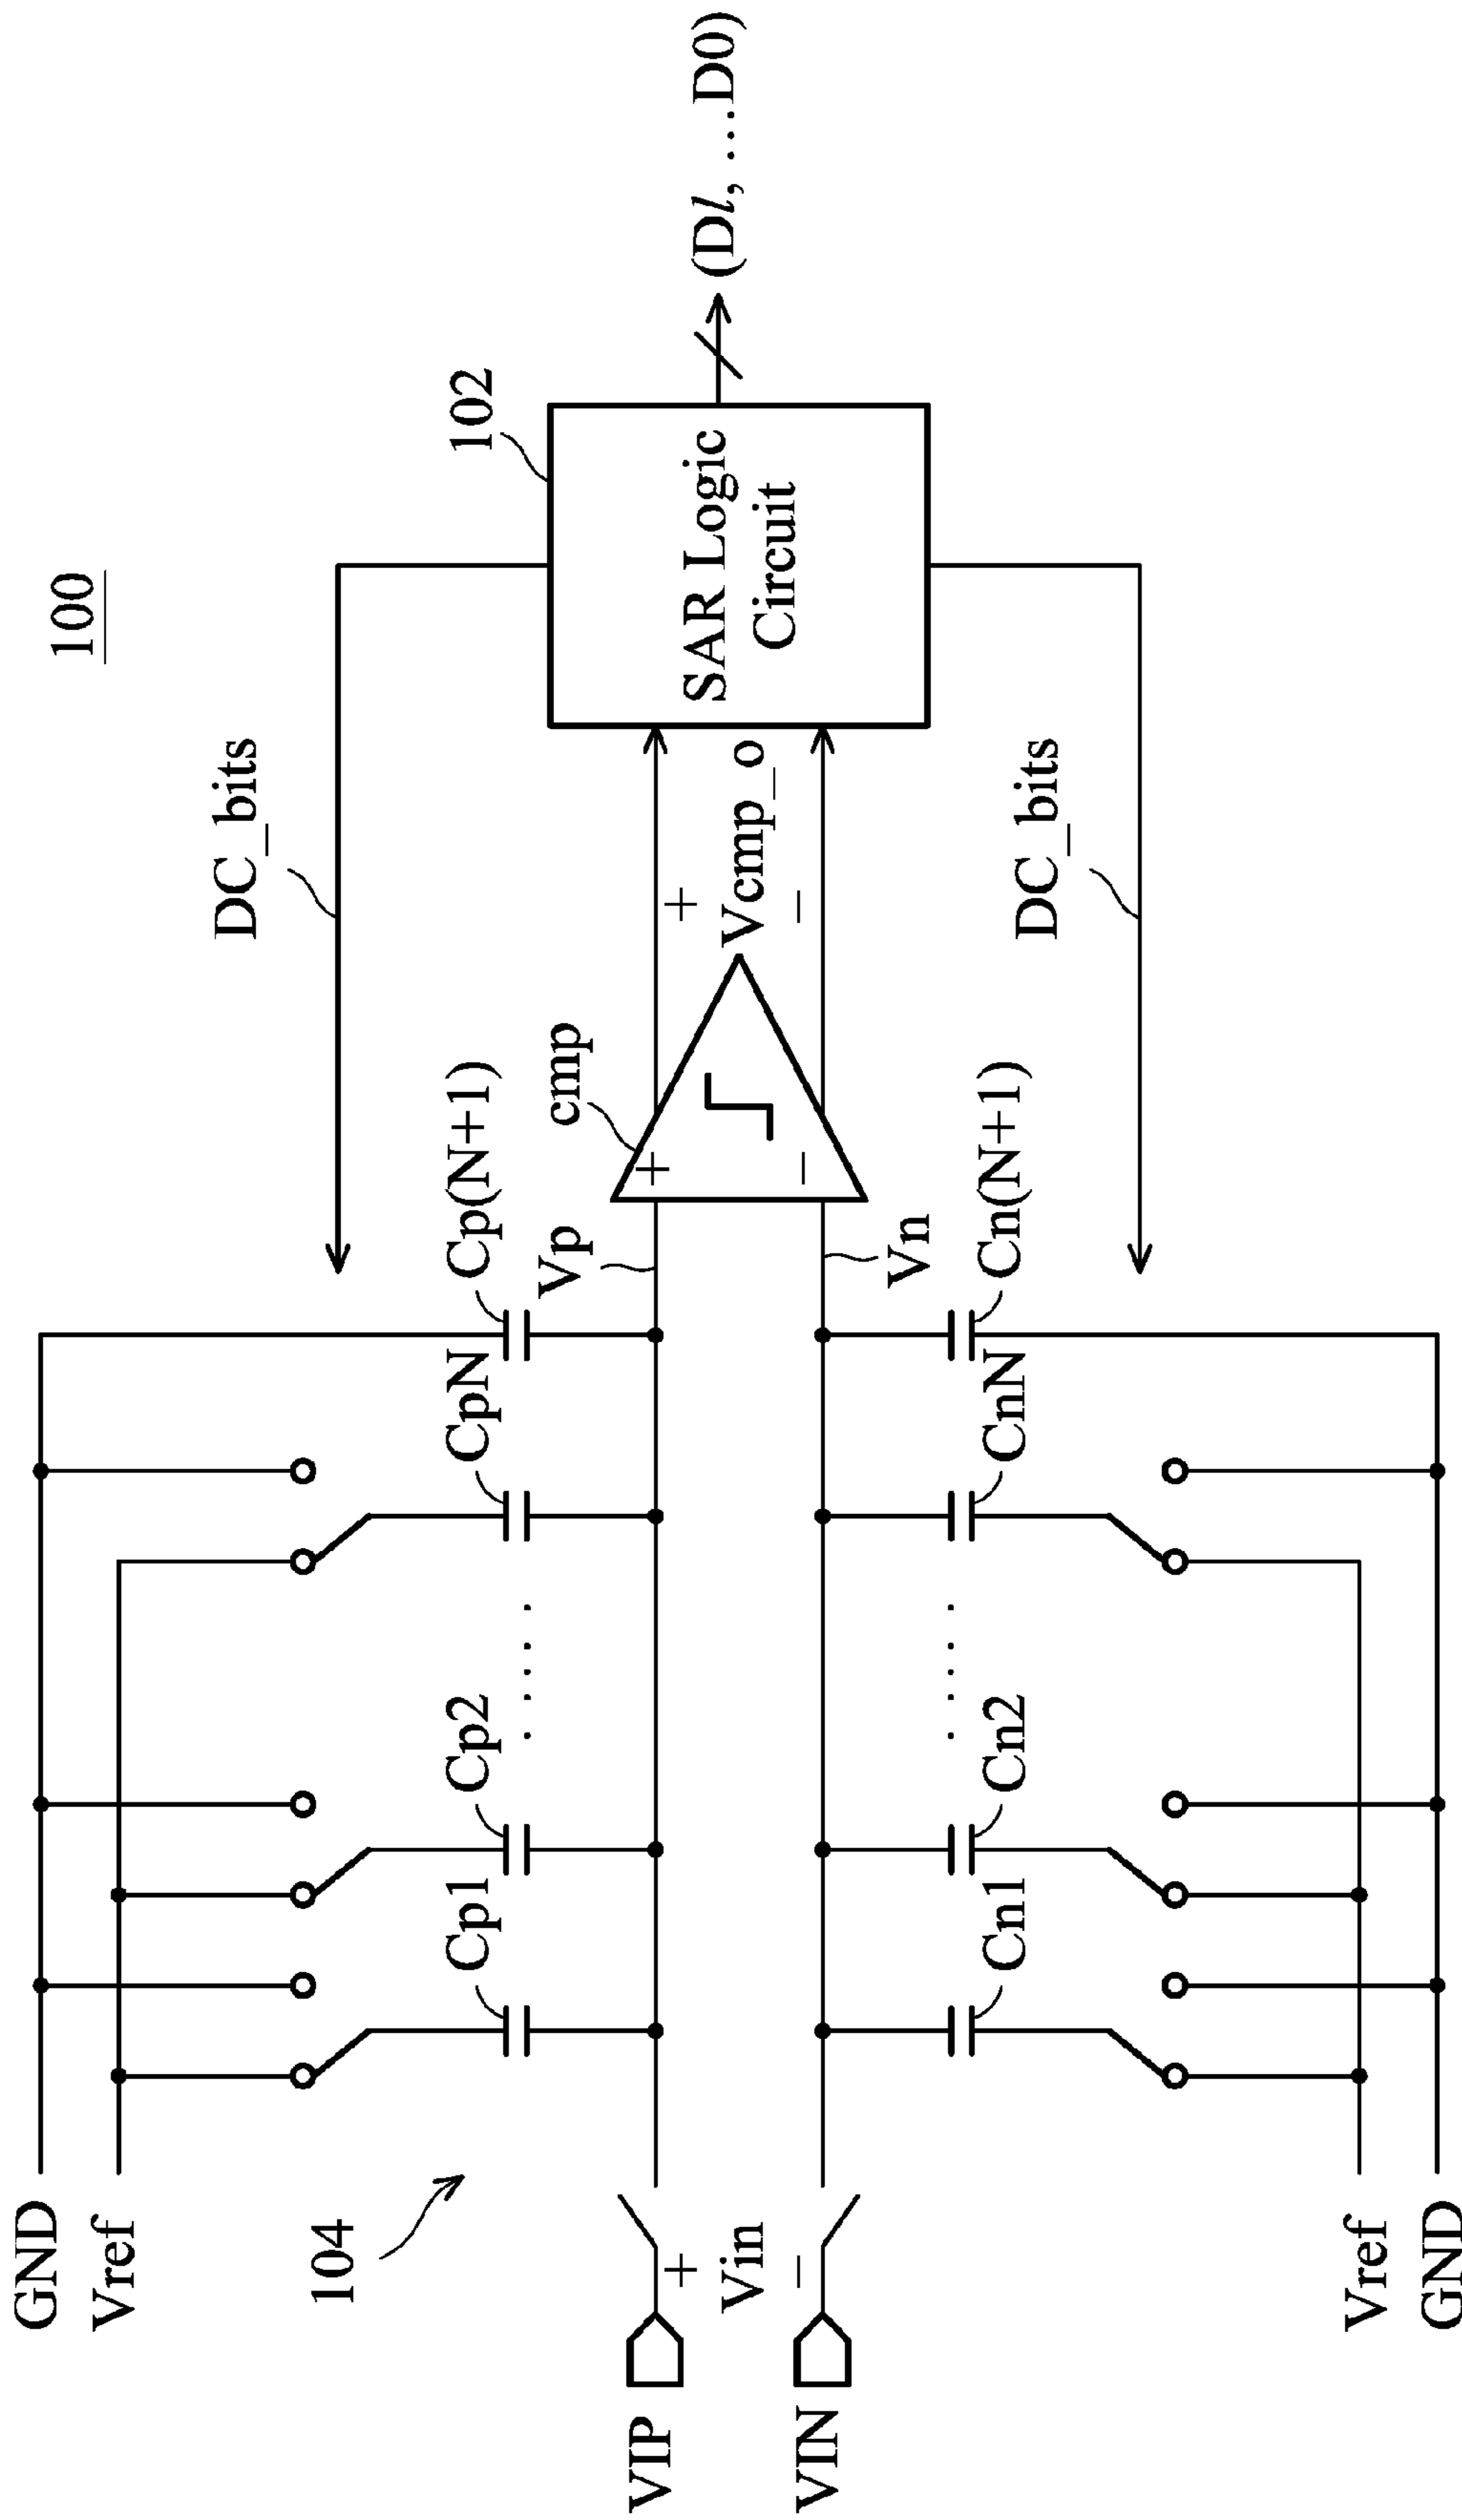 100
GND
Vref
DC_bits
104
Cp1
Cp2
CpN
Cp(N+1)
102
Vp
cmp
VIP
+
+
+
SAR Logic
Circuit
(Dl, ...D0)
Vin
Vcmp_o
VIN
−
−
−
Vn
Cn1
Cn2
CnN
Cn(N+1)
DC_bits
Vref
GND